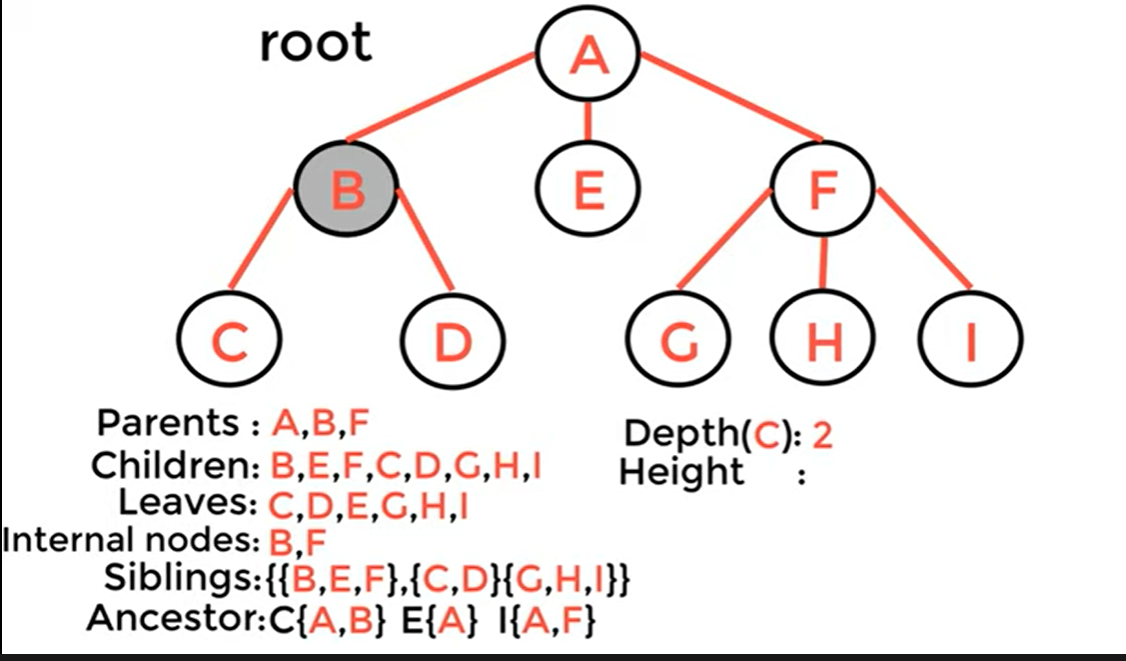 root
A
B
E
F
C
D
G
H
I
Parents : A,B,F
Children: B,E,F,C,D,G,H,I
Leaves: C,D,E,G,H,I
Internal nodes: B,F
Siblings:{{B,E,F},{C,D}{G,H,I}}
Ancestor:C{A,B} E{A} I{A,F}
Depth(C): 2
Height :